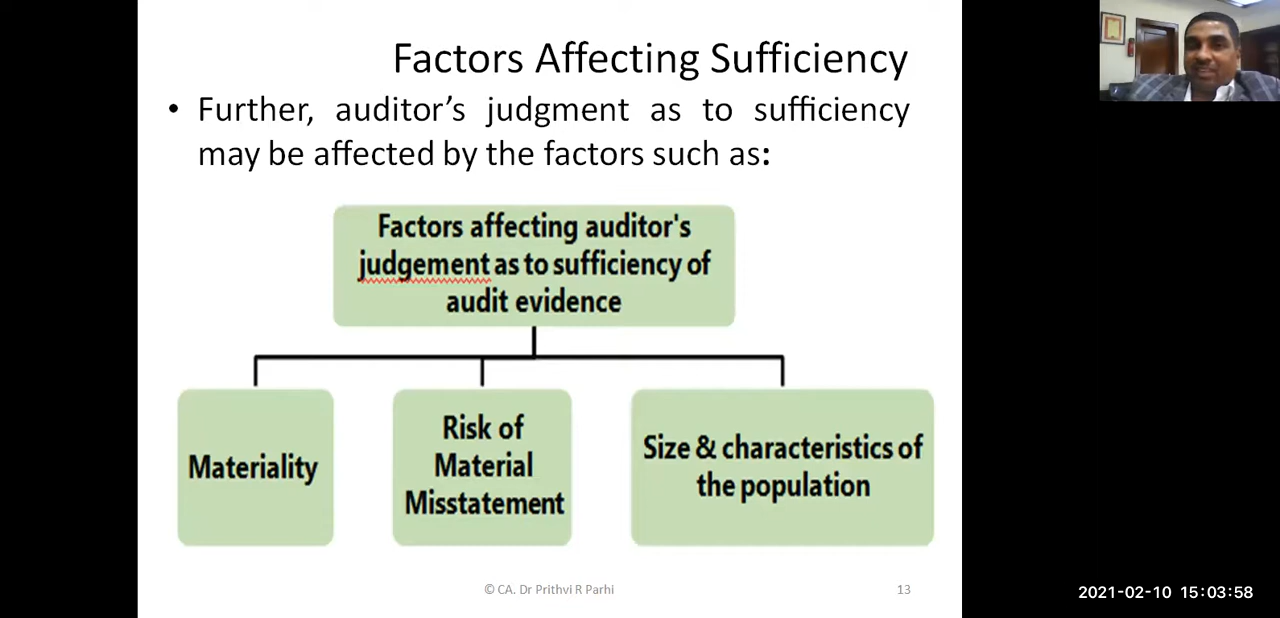 Factors Affecting Sufficiency
• Further, auditor's judgment as to sufficiency
may be affected by the factors such as:
Factors affecting auditor's
judgement as to sufficiency of
audit evidence
Materiality
Risk of
Material
Misstatement
Size & characteristics of
the population
© CA. Dr Prithvi R Parhi
13
2021-02-10 15:03:58